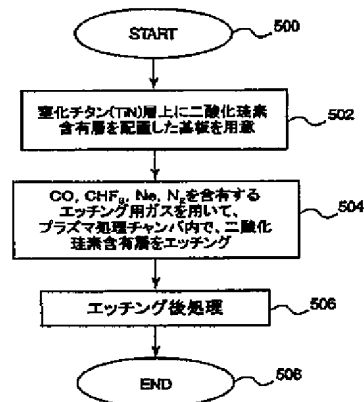 START
500
窒化チタン(TiN)層上に二酸化珪素
含有層を配置した基板を用意
502
CO, CHF3, Ne, N2を含有する
エッチング用ガスを用いて、
プラズマ処理チャンバ内で、二酸化
珪素含有層をエッチング
504
エッチング後処理
506
END
508